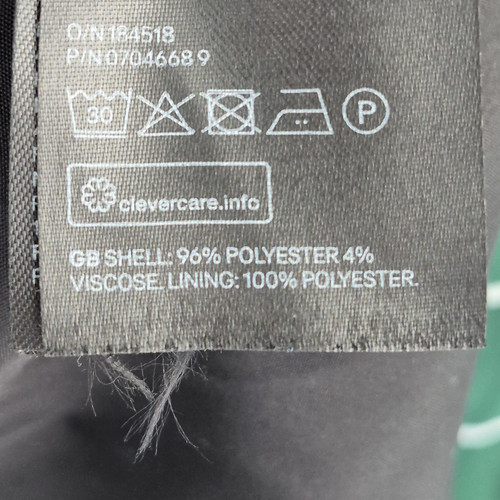 O/N 184518
P/N 07046689
30 P
clevercare.info
GB SHELL: 96% POLYESTER 4%
VISCOSE. LINING: 100% POLYESTER.